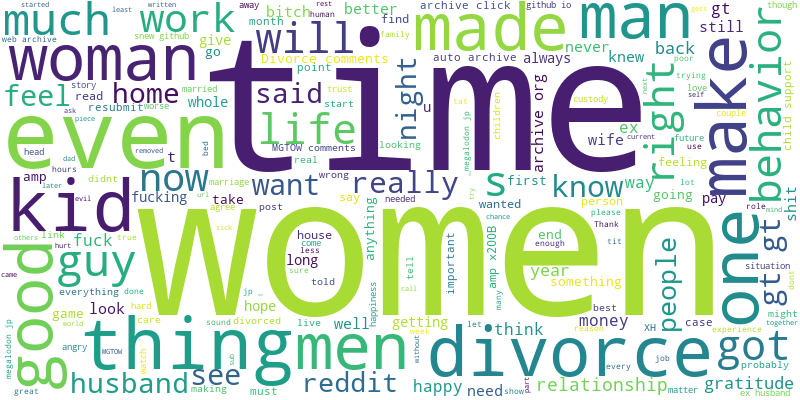 time
women
divorce
even
kid
thing
men
good
made
man
woman
make
one
behavior
right
will
work
much
guy
life
now
know
said
home
feel
husband
see
reddit
want
really
got
people
gt gt
gt
night
s
money
relationship
gratitude
think
happy
need
well
year
long
look
fuck
fucking
take
better
bitch
give
go
month
Divorce comments
MGTOW comments
archive click
auto archive
archive org
web archive
snew github
github io
megalodon jp
amp x200B
amp
ex
ex husband
wife
way
going
pay
shit
child support
custody
children
family
human
rest
away
least
written
started
find
point
always
never
knew
back
still
though
trying
poor
love
self
gets
couple
use
lot
future
feeling
first
wanted
person
please
Thank
say
anything
important
something
end
enough
chance
tit
tat
XH
case
job
every
reason
best
experience
together
might
probably
situation
role
mind
dont
matter
show
part
let
without
week
call
many
tell
getting
hope
live
divorced
game
care
hard
watch
angry
everything
done
link
true
hurt
others
came
world
great
MGTOW
making
must
sub
sound
happiness
jp _
sure
told
less
come
house
post
agree
url
sick
marriage
needed
wrong
real
looking
start
trust
whole
resubmit
read
story
married
worse
ask
piece
head
dad
removed
bed
hours
later
evil
didnt
t
u
try
next
current